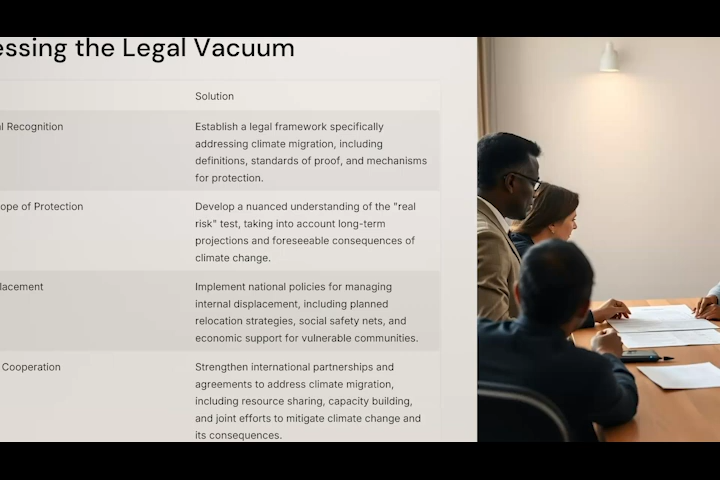 essing the Legal Vacuum
Solution
l Recognition
Establish a legal framework specifically
addressing climate migration, including
definitions, standards of proof, and mechanisms
for protection.
ope of Protection
Develop a nuanced understanding of the "real
risk" test, taking into account long-term
projections and foreseeable consequences of
climate change.
lacement
Implement national policies for managing
internal displacement, including planned
relocation strategies, social safety nets, and
economic support for vulnerable communities.
Cooperation
Strengthen international partnerships and
agreements to address climate migration,
including resource sharing, capacity building,
and joint efforts to mitigate climate change and
its consequences.